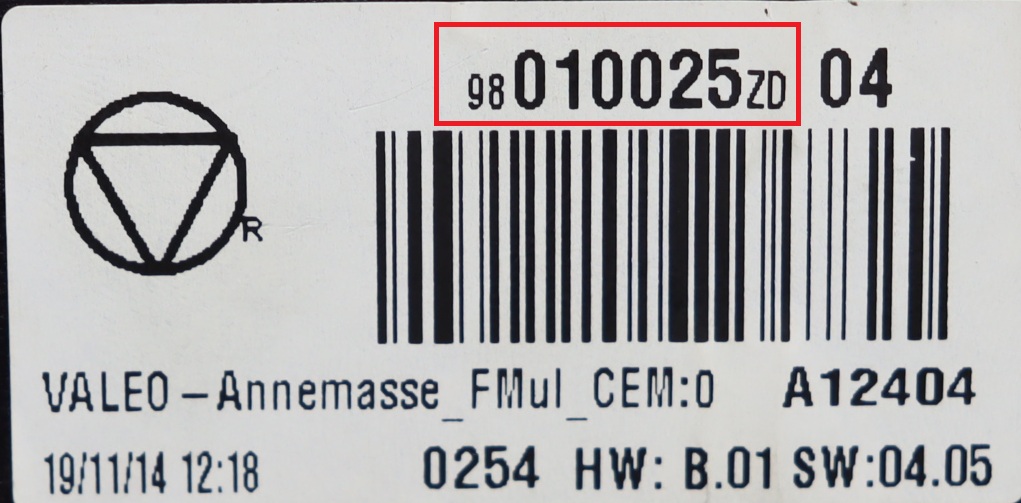 98010025ZD 04
R
VALEO-Annemasse_FMul_CEM:0 A12404
19/11/14 12:18 0254 HW: B.01 SW:04.05